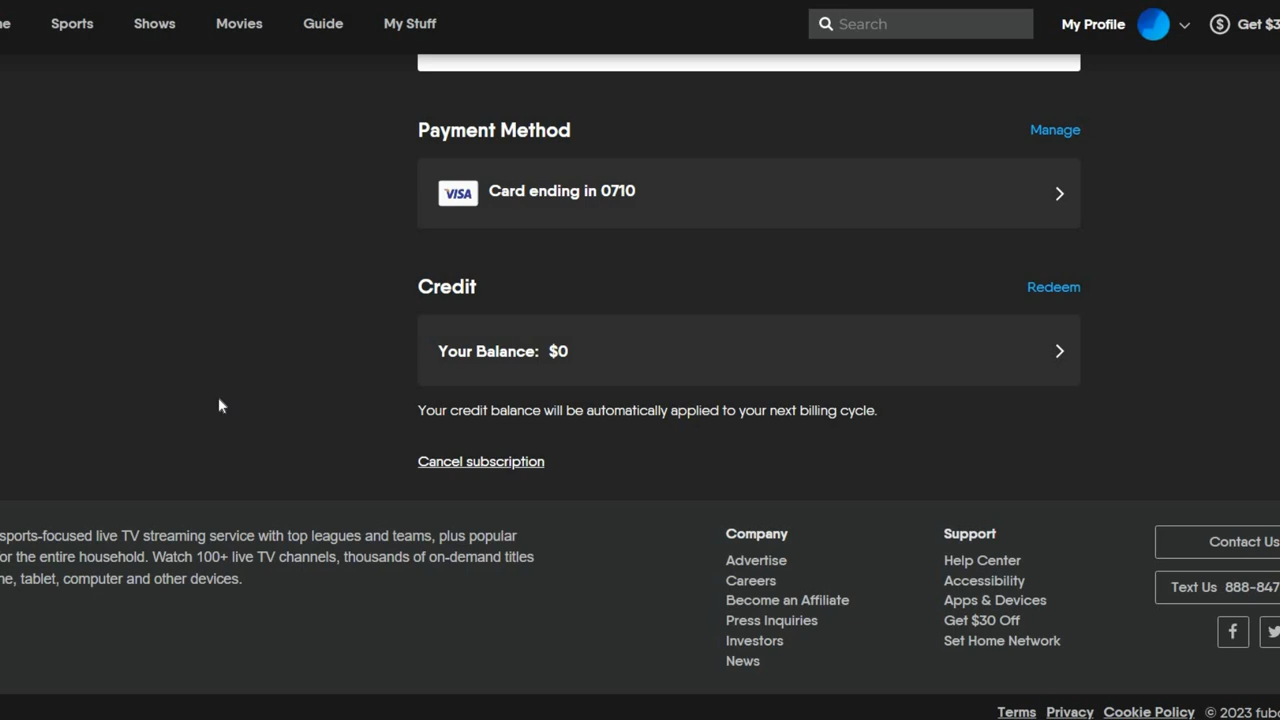 Sports Shows Movies Guide My Stuff Search My Profile Get
Payment Method Manage
VISA Card ending in 0710
Credit Redeem
Your Balance: $0
Your credit balance will be automatically applied to your next billing cycle.
Cancel subscription
sports-focused live TV streaming service with top leagues and teams, plus popular
for the entire household. Watch 100+ live TV channels, thousands of on-demand titles
tablet, computer and other devices.
Company
Advertise
Careers
Become an Affiliate
Press Inquiries
Investors
News
Support
Help Center
Accessibility
Apps & Devices
Get $30 Off
Set Home Network
Contact Us
Text Us 888-847
Terms Privacy Cookie Policy © 2023